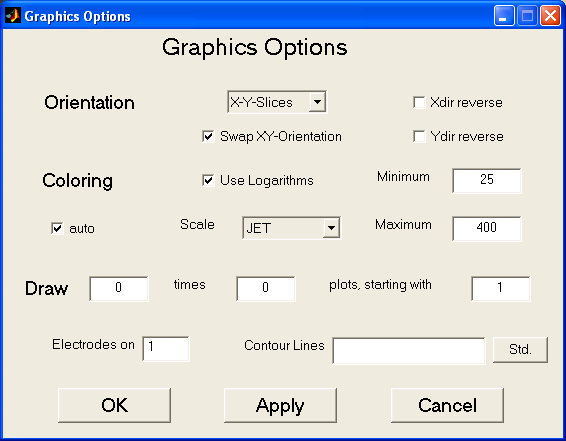 Graphics Options
Graphics Options
Orientation X-Y-Slices Xdir reverse
Swap XY-Orientation Ydir reverse
Coloring Use Logarithms Minimum 25
auto Scale JET Maximum 400
Draw 0 times 0 plots, starting with 1
Electrodes on 1 Contour Lines Std.
OK Apply Cancel